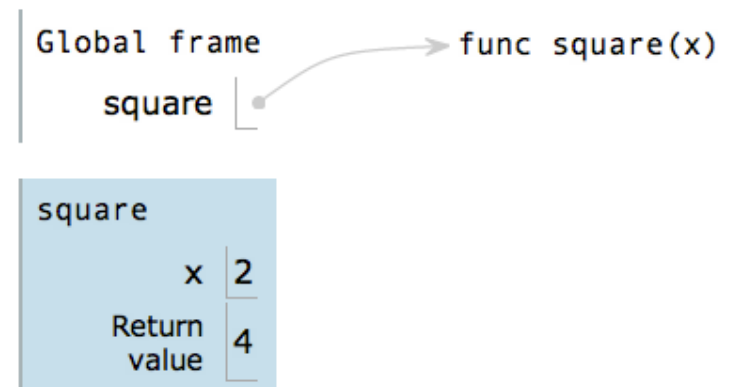 Global frame
func square(x)
square
square
x 2
Return
value 4